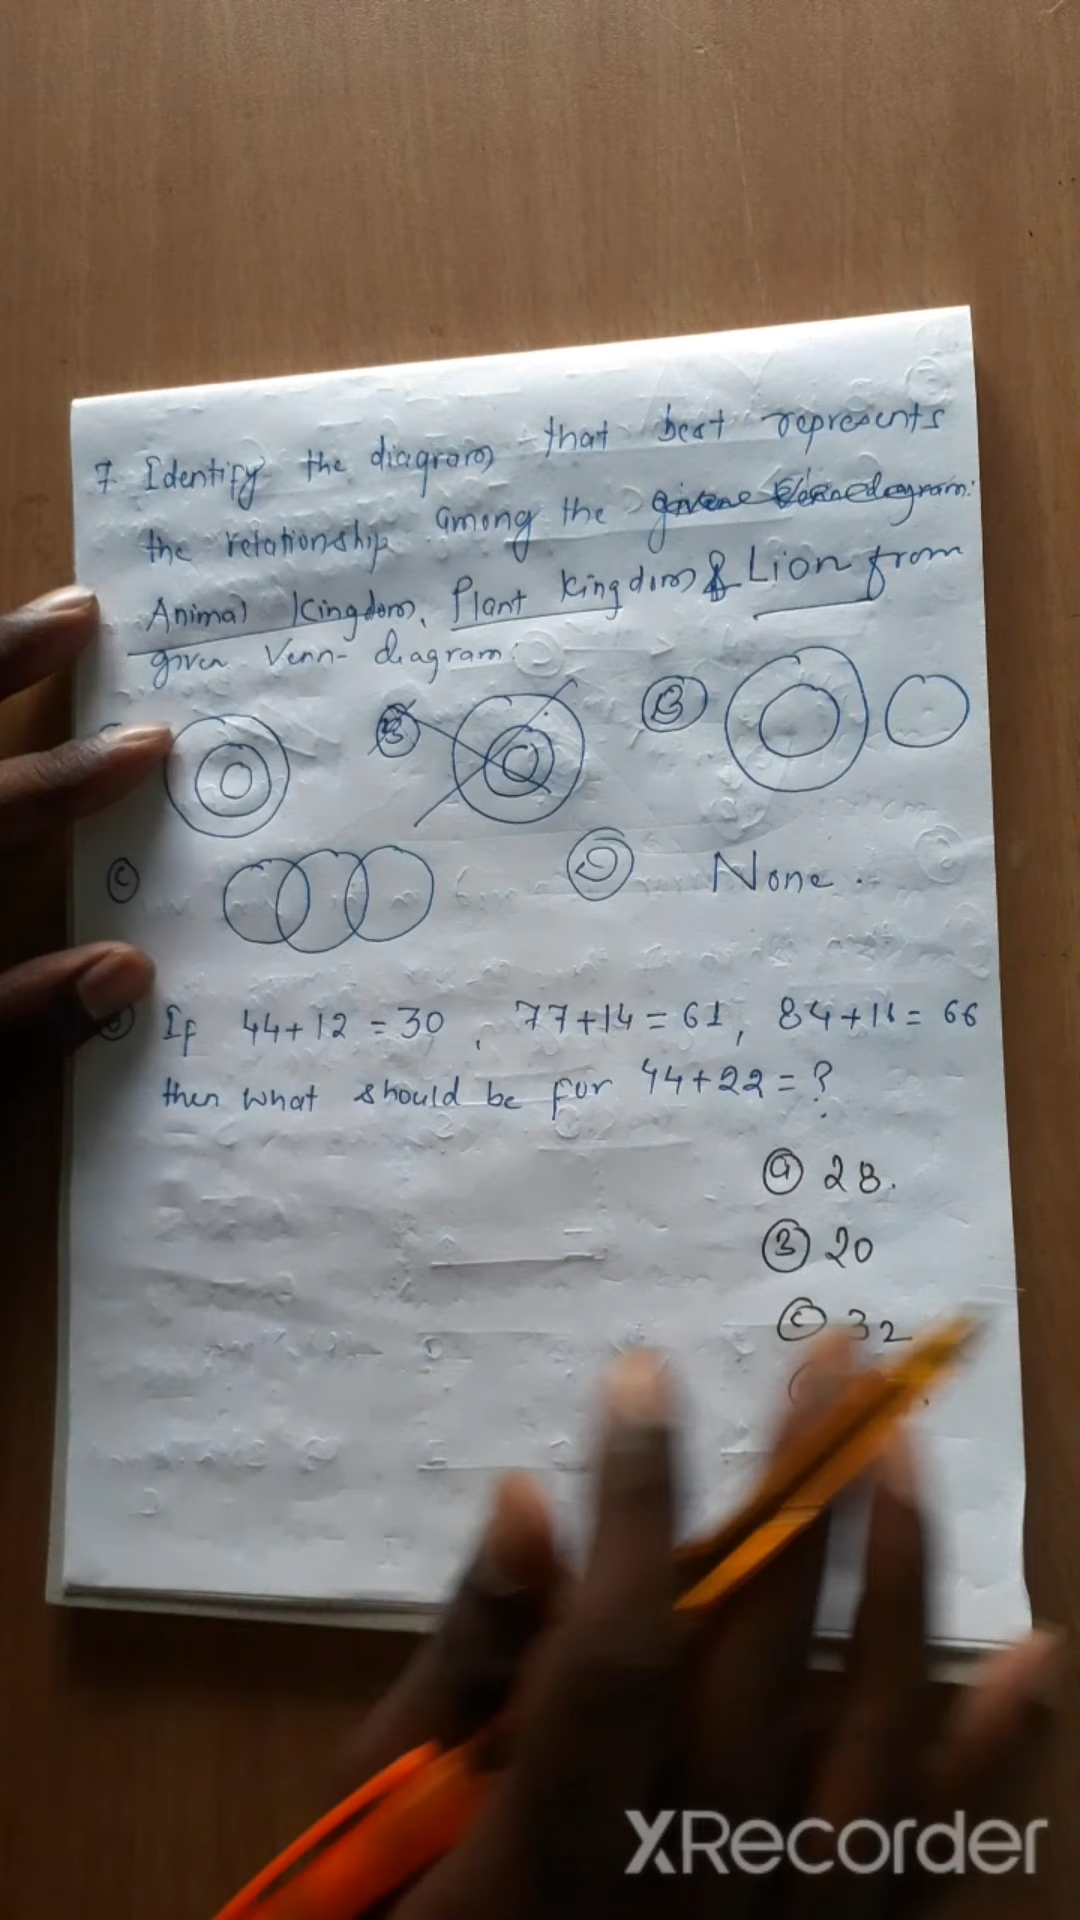 7. Identify the diagram that best represents
the relationship among the
Animal Kingdom, Plant kingdom & Lion from
given Venn-diagram:
B B
C D None.
If 44+12=30, 77+14=61, 84+16=66
then what should be for 44+22=?
a 28.
B 20
C 32
XRecorder